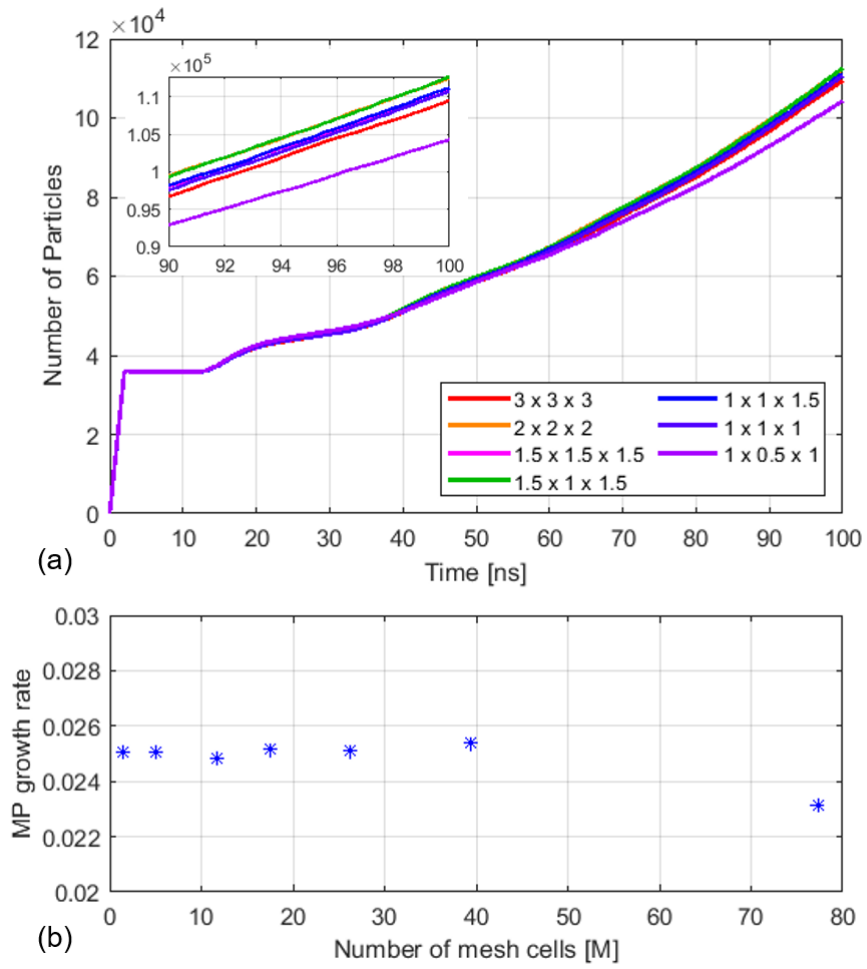 ×10⁴
12
10
8
6
4
2
0
Number of Particles
×10⁵
1.1
1.05
1
0.95
0.9
90 92 94 96 98 100
3 x 3 x 3
2 x 2 x 2
1.5 x 1.5 x 1.5
1.5 x 1 x 1.5
1 x 1 x 1.5
1 x 1 x 1
1 x 0.5 x 1
0 10 20 30 40 50 60 70 80 90 100
Time [ns]
(a)
0.03
0.028
0.026
0.024
0.022
0.02
MP growth rate
0 10 20 30 40 50 60 70 80
Number of mesh cells [M]
(b)